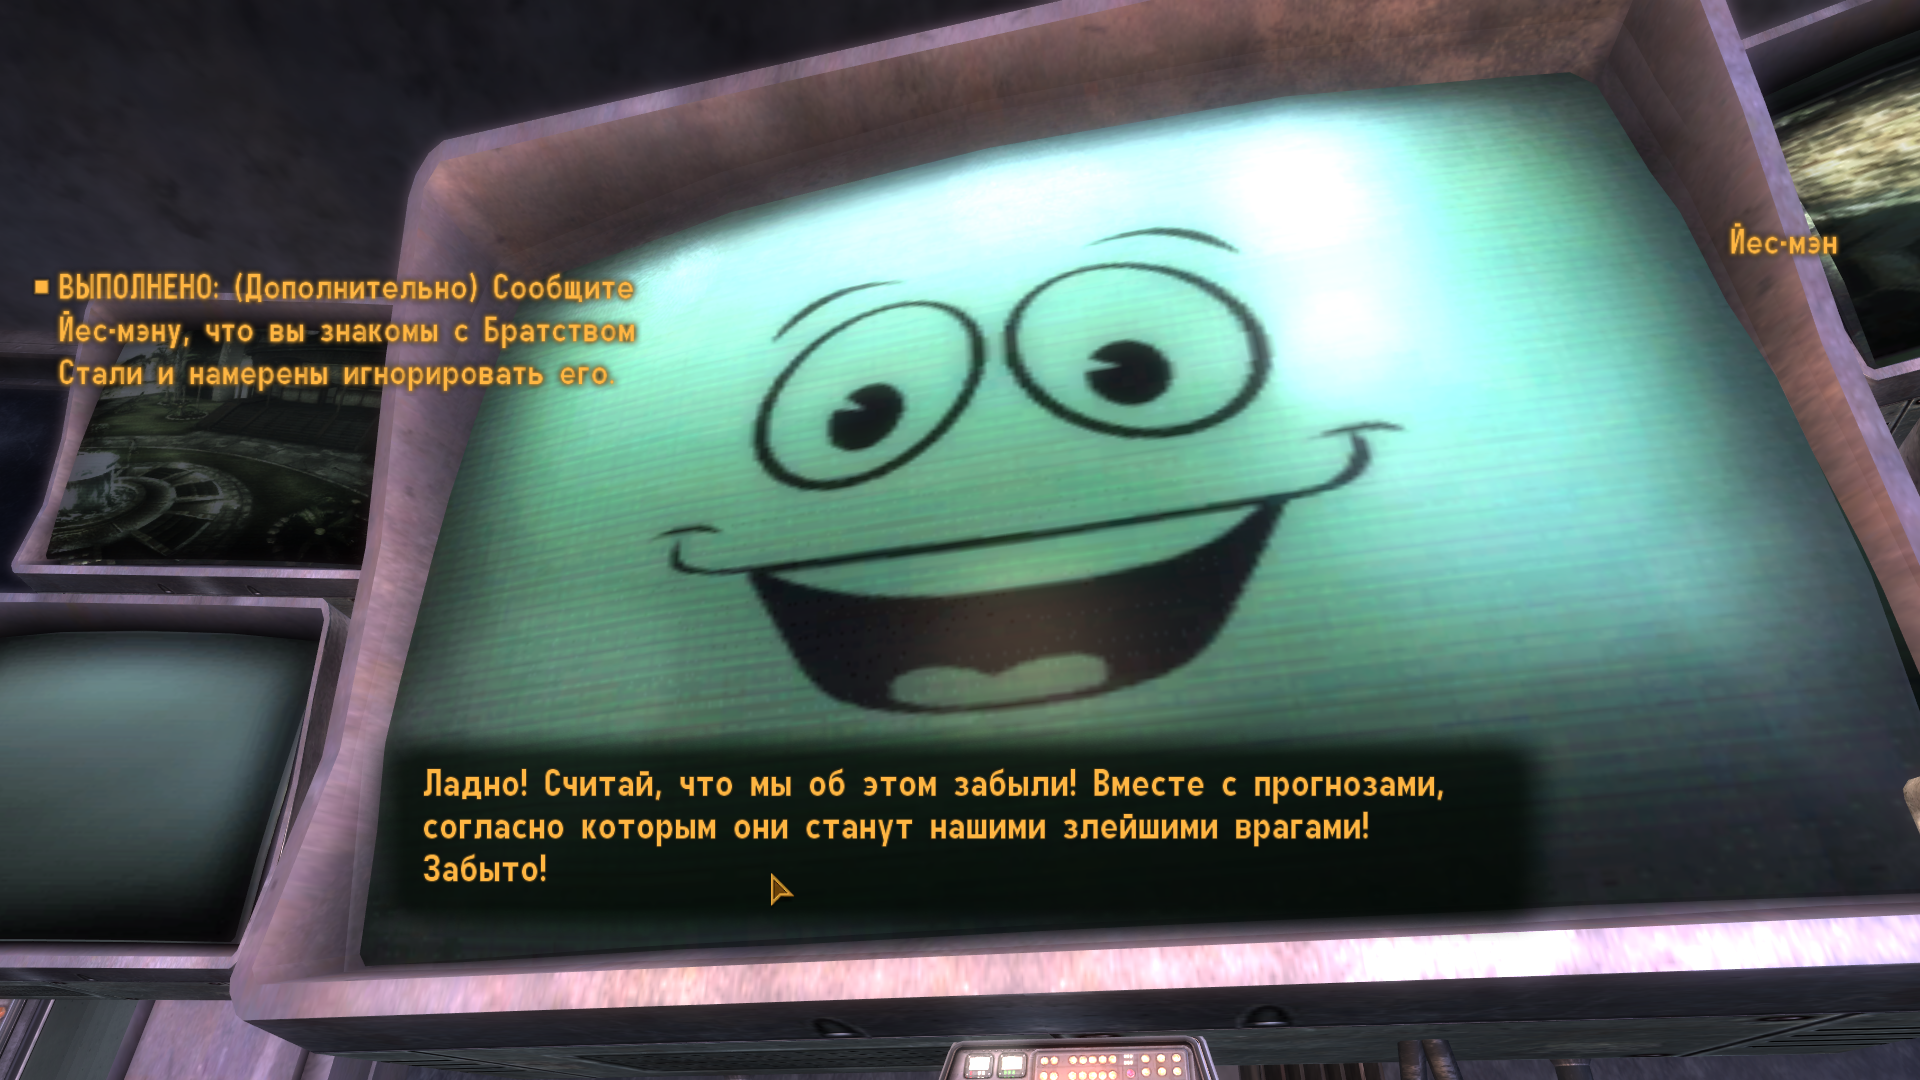 ■ ВЫПОЛНЕНО: (Дополнительно) Сообщите
Йес-мэну, что вы знакомы с Братством
Стали и намерены игнорировать его.
Йес-мэн
Ладно! Считай, что мы об этом забыли! Вместе с прогнозами,
согласно которым они станут нашими злейшими врагами!
Забыто!